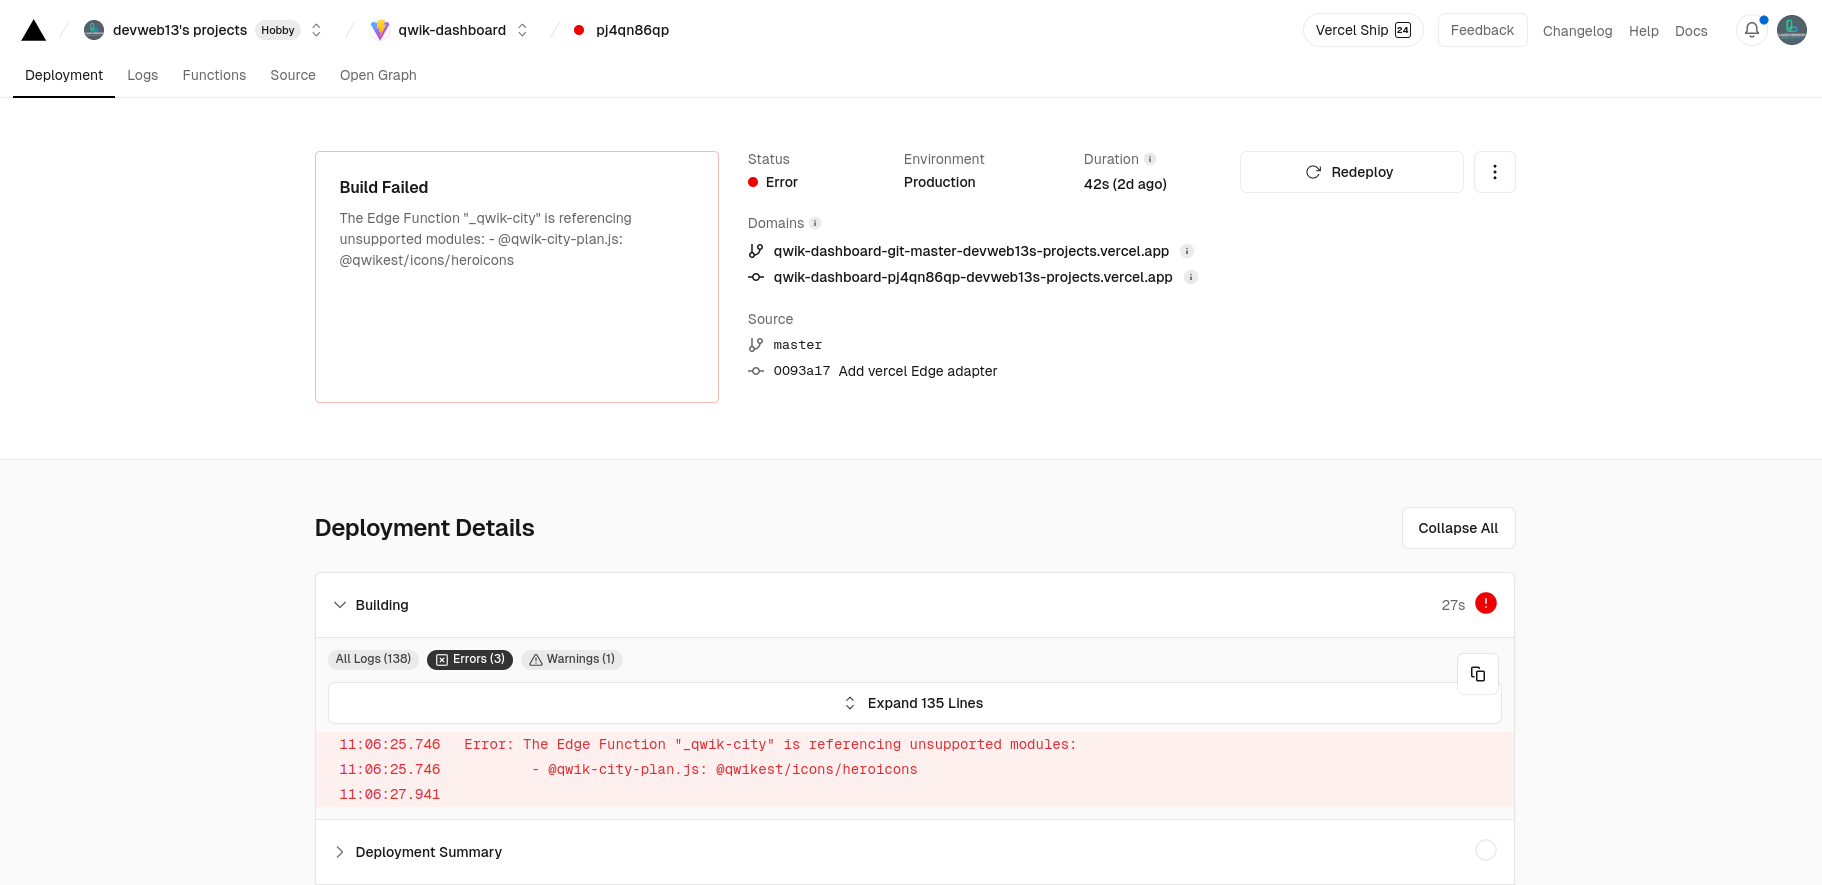 devweb13's projects Hobby qwik-dashboard pj4qn86qp Vercel Ship 24 Feedback Changelog Help Docs
Deployment Logs Functions Source Open Graph
Build Failed
The Edge Function "_qwik-city" is referencing
unsupported modules: - @qwik-city-plan.js:
@qwikest/icons/heroicons
Status Environment Duration
Error Production 42s (2d ago)
Redeploy
Domains
qwik-dashboard-git-master-devweb13s-projects.vercel.app
qwik-dashboard-pj4qn86qp-devweb13s-projects.vercel.app
Source
master
0093a17 Add vercel Edge adapter
Deployment Details
Collapse All
Building 27s
All Logs (138) Errors (3) Warnings (1)
Expand 135 Lines
11:06:25.746 Error: The Edge Function "_qwik-city" is referencing unsupported modules:
11:06:25.746 - @qwik-city-plan.js: @qwikest/icons/heroicons
11:06:27.941
Deployment Summary